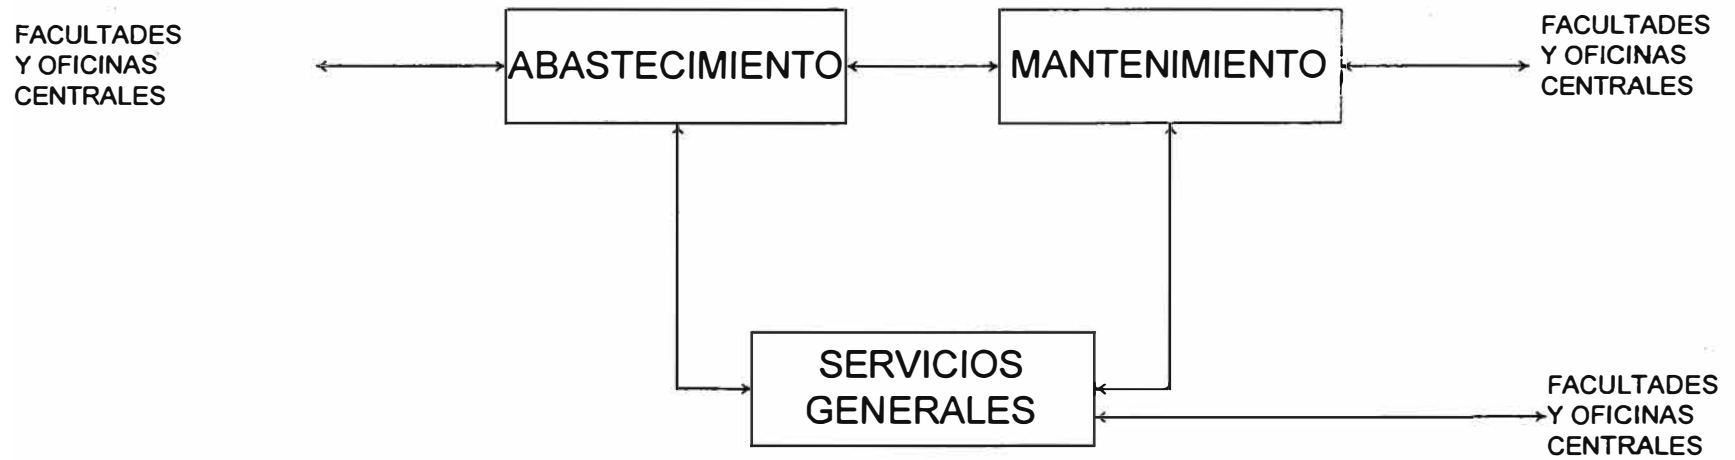 FACULTADES
Y OFICINAS
CENTRALES
ABASTECIMIENTO
MANTENIMIENTO
FACULTADES
Y OFICINAS
CENTRALES
SERVICIOS
GENERALES
FACULTADES
Y OFICINAS
CENTRALES